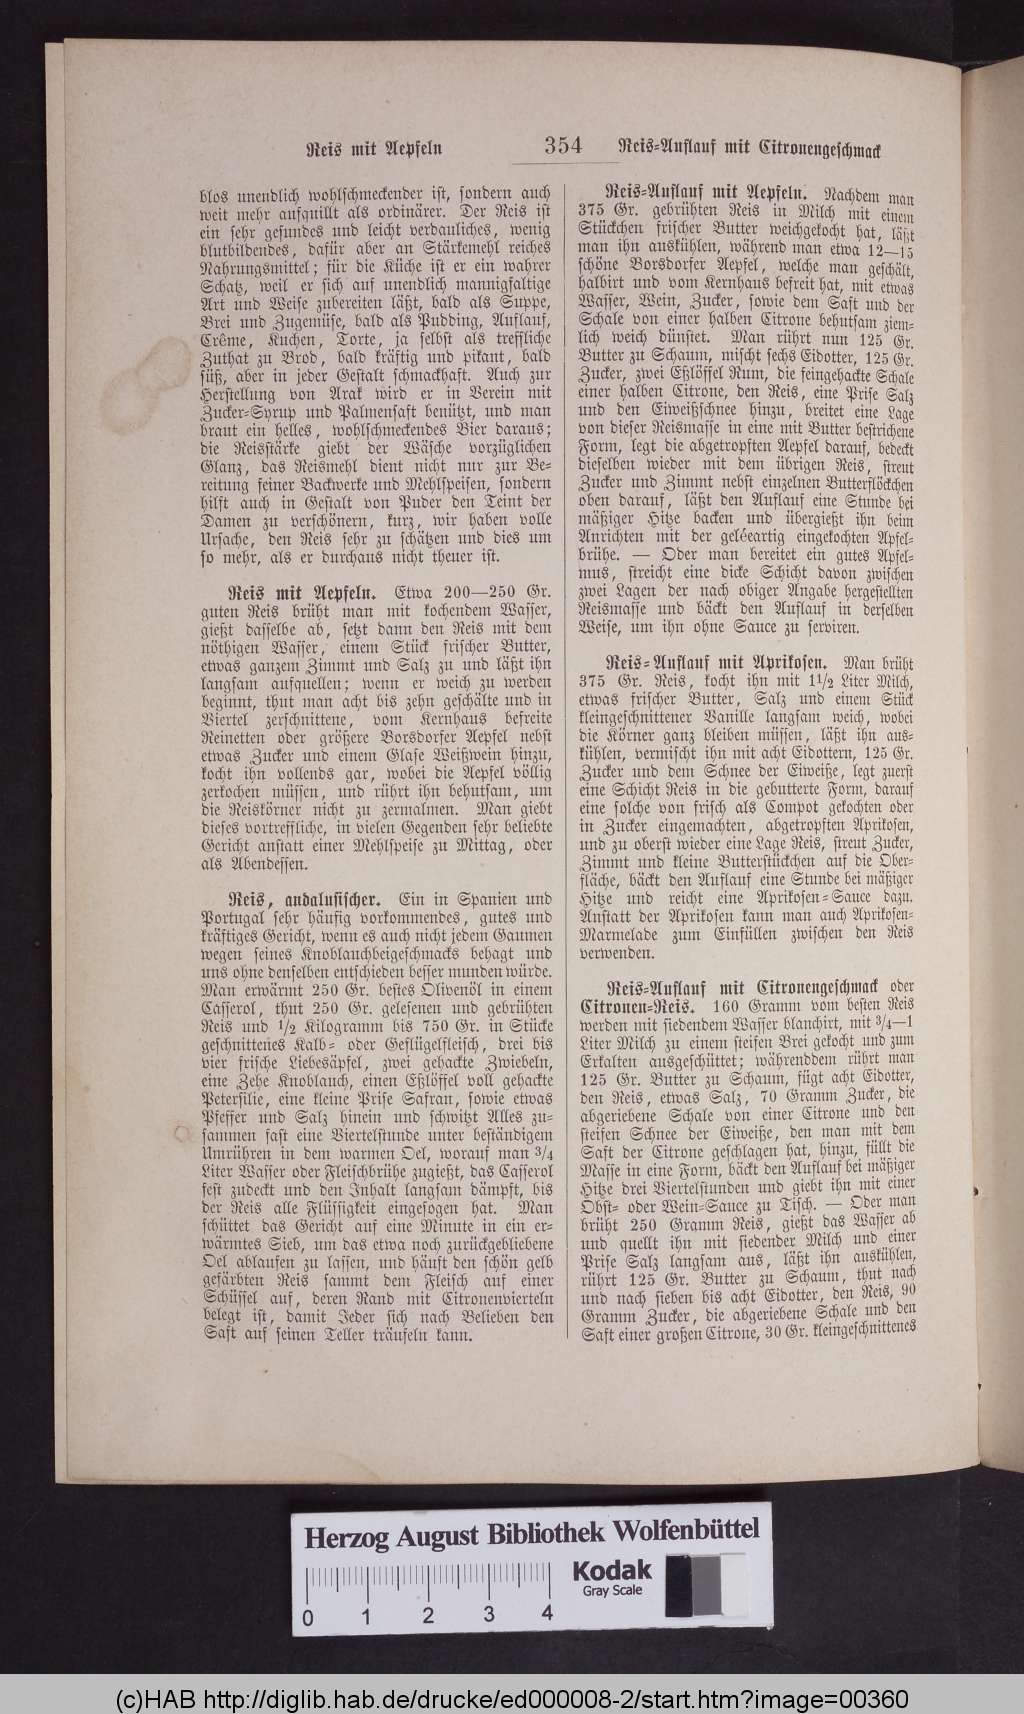 Reis mit Aepfeln 354 Reis-Auflauf mit Citronengeschmack
blos unendlich wohlschmeckender ist, sondern auch
weit mehr aufquillt als ordinärer. Der Reis ist
ein sehr gesundes und leicht verdauliches, wenig
blutbildendes, dafür aber an Stärkemehl reiches
Nahrungsmittel; für die Küche ist er ein wahrer
Schatz, weil er sich auf unendlich mannigfaltige
Art und Weise zubereiten läßt, bald als Suppe,
Brei und Zugemüse, bald als Pudding, Auflauf,
Crême, Kuchen, Torte, ja selbst als treffliche
Zuthat zu Brod, bald kräftig und pikant, bald
süß, aber in jeder Gestalt schmackhaft. Auch zur
Herstellung von Arak wird er in Verein mit
Zucker-Syrup und Palmensaft benützt, und man
braut ein helles, wohlschmeckendes Bier daraus;
die Reisstärke giebt der Wäsche vorzüglichen
Glanz, das Reismehl dient nicht nur zur Be-
reitung feiner Backwerke und Mehlspeisen, sondern
hilft auch in Gestalt von Puder den Teint der
Damen zu verschönern, kurz, wir haben volle
Ursache, den Reis sehr zu schätzen und dies um
so mehr, als er durchaus nicht theuer ist.
Reis mit Aepfeln. Etwa 200—250 Gr.
guten Reis brüht man mit kochendem Wasser,
gießt dasselbe ab, setzt dann den Reis mit dem
nöthigen Wasser, einem Stück frischer Butter,
etwas ganzem Zimmt und Salz zu und läßt ihn
langsam aufquellen; wenn er weich zu werden
beginnt, thut man acht bis zehn geschälte und in
Viertel zerschnittene, vom Kernhaus befreite
Reinetten oder größere Borsdorfer Aepfel nebst
etwas Zucker und einem Glase Weißwein hinzu,
kocht ihn vollends gar, wobei die Aepfel völlig
zerkochen müssen, und rührt ihn behutsam, um
die Reiskörner nicht zu zermalmen. Man giebt
dieses vortreffliche, in vielen Gegenden sehr beliebte
Gericht anstatt einer Mehlspeise zu Mittag, oder
als Abendessen.
Reis, andalusischer. Ein in Spanien und
Portugal sehr häufig vorkommendes, gutes und
kräftiges Gericht, wenn es auch nicht jedem Gaumen
wegen seines Knoblauchbeigeschmacks behagt und
uns ohne denselben entschieden besser munden würde.
Man erwärmt 250 Gr. bestes Olivenöl in einem
Casserol, thut 250 Gr. gelesenen und gebrühten
Reis und 1/2 Kilogramm bis 750 Gr. in Stücke
geschnittenes Kalb- oder Geflügelfleisch, drei bis
vier frische Liebesäpfel, zwei gehackte Zwiebeln,
eine Zehe Knoblauch, einen Eßlöffel voll gehackte
Petersilie, eine kleine Prise Safran, sowie etwas
Pfeffer und Salz hinein und schwitzt Alles zu-
sammen fast eine Viertelstunde unter beständigem
Umrühren in dem warmen Oel, worauf man 3/4
Liter Wasser oder Fleischbrühe zugießt, das Casserol
fest zudeckt und den Inhalt langsam dämpft, bis
der Reis alle Flüssigkeit eingesogen hat. Man
schüttet das Gericht auf eine Minute in ein er-
wärmtes Sieb, um das etwa noch zurückgebliebene
Oel ablaufen zu lassen, und häuft den schön gelb
gefärbten Reis sammt dem Fleisch auf einer
Schüssel auf, deren Rand mit Citronenvierteln
belegt ist, damit Jeder sich nach Belieben den
Saft auf seinen Teller träufeln kann.
Reis-Auflauf mit Aepfeln. Nachdem man
375 Gr. gebrühten Reis in Milch mit einem
Stückchen frischer Butter weichgekocht hat, läßt
man ihn auskühlen, während man etwa 12—15
schöne Borsdorfer Aepfel, welche man geschält,
halbirt und vom Kernhaus befreit hat, mit etwas
Wasser, Wein, Zucker, sowie dem Saft und der
Schale von einer halben Citrone behutsam ziem-
lich weich dünstet. Man rührt nun 125 Gr.
Butter zu Schaum, mischt sechs Eidotter, 125 Gr.
Zucker, zwei Eßlöffel Rum, die feingehackte Schale
einer halben Citrone, den Reis, eine Prise Salz
und den Eiweißschnee hinzu, breitet eine Lage
von dieser Reismasse in eine mit Butter bestrichene
Form, legt die abgetropften Aepfel darauf, bedeckt
dieselben wieder mit dem übrigen Reis, streut
Zucker und Zimmt nebst einzelnen Butterflöckchen
oben darauf, läßt den Auflauf eine Stunde bei
mäßiger Hitze backen und übergießt ihn beim
Anrichten mit der geléeartig eingekochten Apfel-
brühe. — Oder man bereitet ein gutes Apfel-
mus, streicht eine dicke Schicht davon zwischen
zwei Lagen der nach obiger Angabe hergestellten
Reismasse und bäckt den Auflauf in derselben
Weise, um ihn ohne Sauce zu serviren.
Reis-Auflauf mit Aprikosen. Man brüht
375 Gr. Reis, kocht ihn mit 1 1/2 Liter Milch,
etwas frischer Butter, Salz und einem Stück
kleingeschnittener Vanille langsam weich, wobei
die Körner ganz bleiben müssen, läßt ihn aus-
kühlen, vermischt ihn mit acht Eidottern, 125 Gr.
Zucker und dem Schnee der Eiweiße, legt zuerst
eine Schicht Reis in die gebutterte Form, darauf
eine solche von frisch als Compot gekochten oder
in Zucker eingemachten, abgetropften Aprikosen,
und zu oberst wieder eine Lage Reis, streut Zucker,
Zimmt und kleine Butterstückchen auf die Ober-
fläche, bäckt den Auflauf eine Stunde bei mäßiger
Hitze und reicht eine Aprikosen-Sauce dazu.
Anstatt der Aprikosen kann man auch Aprikosen-
Marmelade zum Einfüllen zwischen den Reis
verwenden.
Reis-Auflauf mit Citronengeschmack oder
Citronen-Reis. 160 Gramm vom besten Reis
werden mit siedendem Wasser blanchirt, mit 3/4—1
Liter Milch zu einem steifen Brei gekocht und zum
Erkalten ausgeschüttet; währenddem rührt man
125 Gr. Butter zu Schaum, fügt acht Eidotter,
den Reis, etwas Salz, 70 Gramm Zucker, die
abgeriebene Schale von einer Citrone und den
steifen Schnee der Eiweiße, den man mit dem
Saft der Citrone geschlagen hat, hinzu, füllt die
Masse in eine Form, bäckt den Auflauf bei mäßiger
Hitze drei Viertelstunden und giebt ihn mit einer
Obst- oder Wein-Sauce zu Tisch. — Oder man
brüht 250 Gramm Reis, gießt das Wasser ab
und quellt ihn mit siedender Milch und einer
Prise Salz langsam aus, läßt ihn auskühlen,
rührt 125 Gr. Butter zu Schaum, thut nach
und nach sieben bis acht Eidotter, den Reis, 90
Gramm Zucker, die abgeriebene Schale und den
Saft einer großen Citrone, 30 Gr. kleingeschnittenes
Herzog August Bibliothek Wolfenbüttel
Kodak
Gray Scale
0 1 2 3 4
(c)HAB http://diglib.hab.de/drucke/ed000008-2/start.htm?image=00360